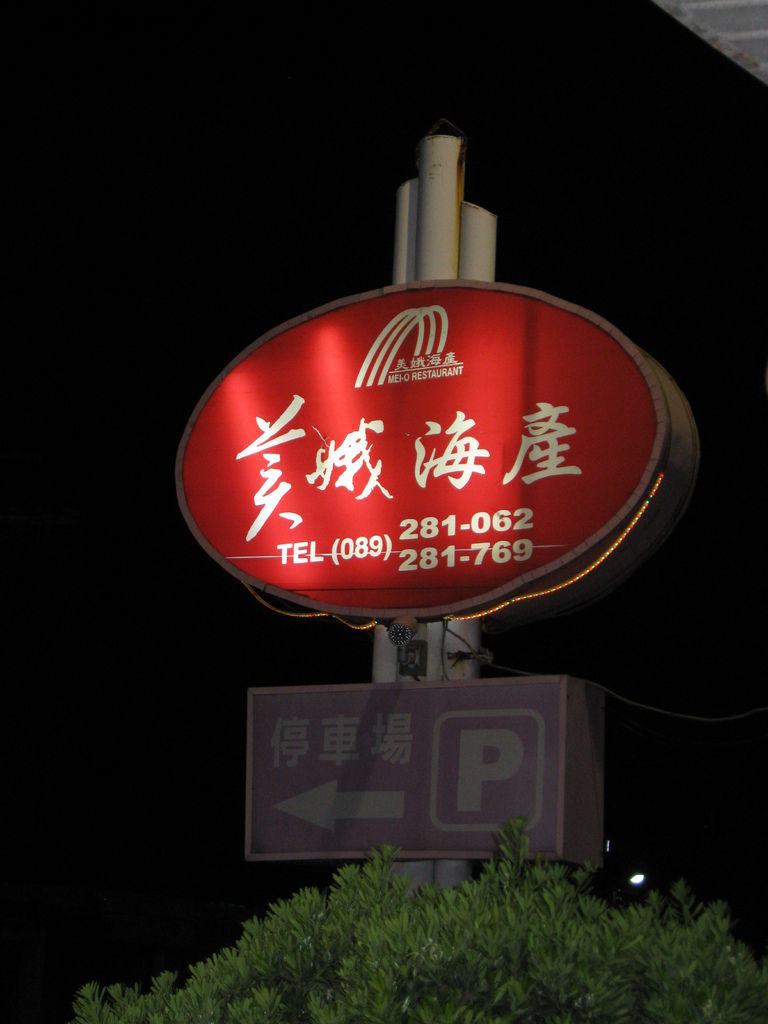 美娥海產
MEI-O RESTAURANT
美娥海產
TEL (089) 281-062
281-769
停車場
P